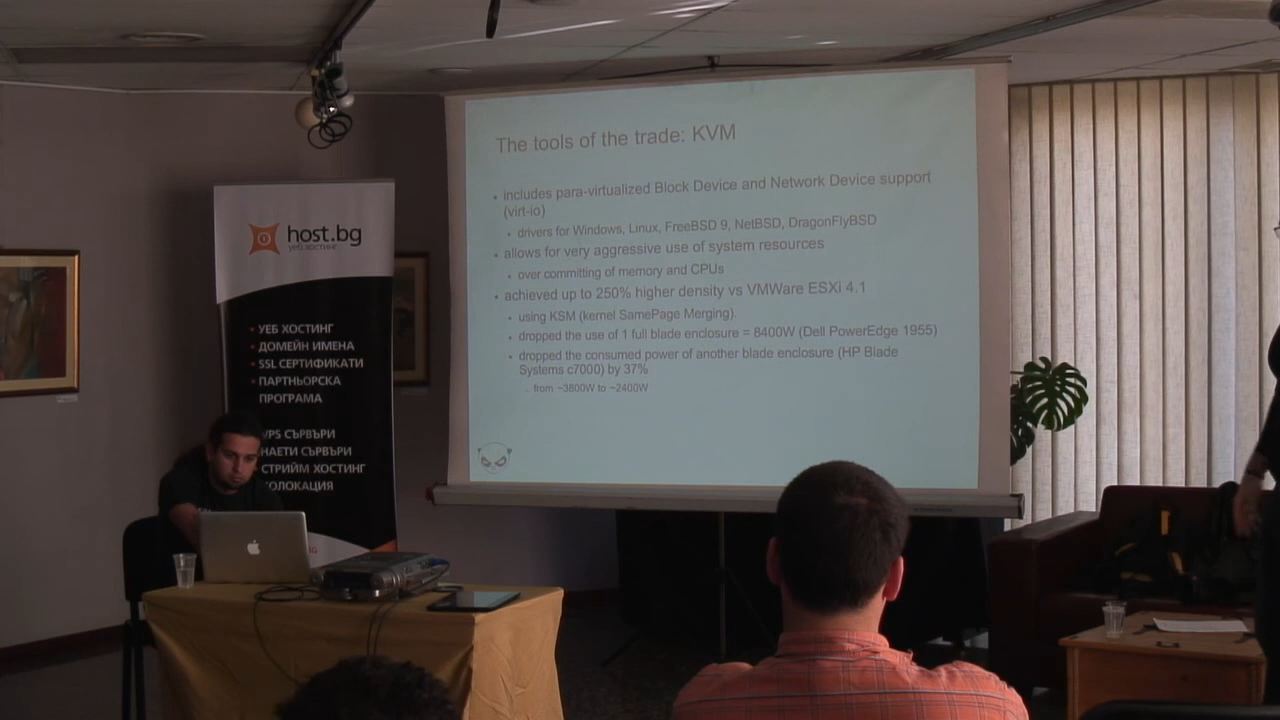 The tools of the trade: KVM
includes para-virtualized Block Device and Network Device support
(virt-io)
drivers for Windows, Linux, FreeBSD 9, NetBSD, DragonFlyBSD
allows for very aggressive use of system resources
over committing of memory and CPUs
achieved up to 250% higher density vs VMWare ESXi 4.1
using KSM (kernel SamePage Merging).
dropped the use of 1 full blade enclosure = 8400W (Dell PowerEdge 1955)
dropped the consumed power of another blade enclosure (HP Blade
Systems c7000) by 37%
from ~3800W to ~2400W
host.bg
уеб хостинг
УЕБ ХОСТИНГ
ДОМЕЙН ИМЕНА
SSL СЕРТИФИКАТИ
ПАРТНЬОРСКА
ПРОГРАМА
VPS СЪРВЪРИ
НАЕТИ СЪРВЪРИ
СТРИЙМ ХОСТИНГ
КОЛОКАЦИЯ